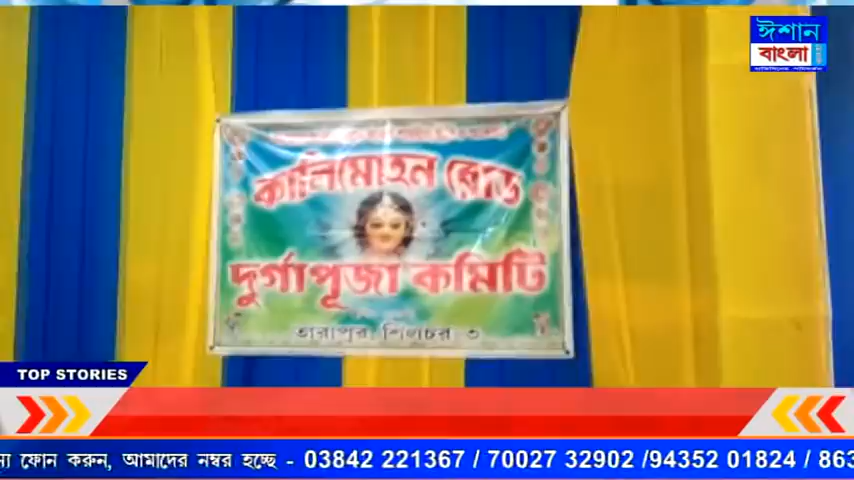 ঈশান
বাংলা
কালিমোহন রোড
দুর্গাপূজা কমিটি
তারাপুর, শিলচর ৩
TOP STORIES
ন্য ফোন করুন, আমাদের নম্বর হচ্ছে - 03842 221367 / 70027 32902 /94352 01824 / 863